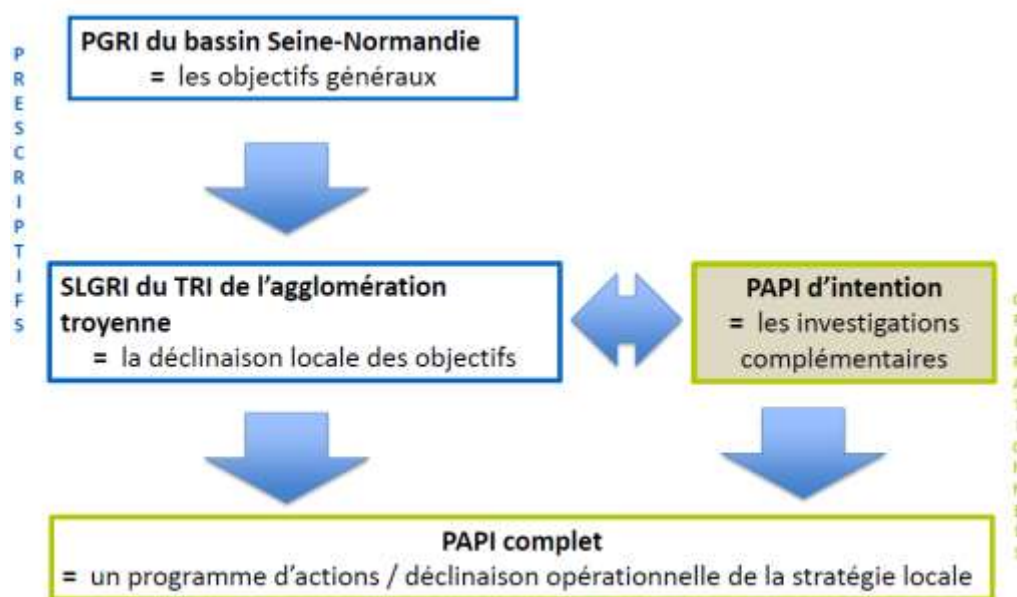 PRESCRIPTIFS
PGRI du bassin Seine-Normandie
= les objectifs généraux
SLGRI du TRI de l'agglomération
troyenne
= la déclinaison locale des objectifs
PAPI d'intention
= les investigations
complémentaires
OPERATIONNELS
PAPI complet
= un programme d'actions / déclinaison opérationnelle de la stratégie locale